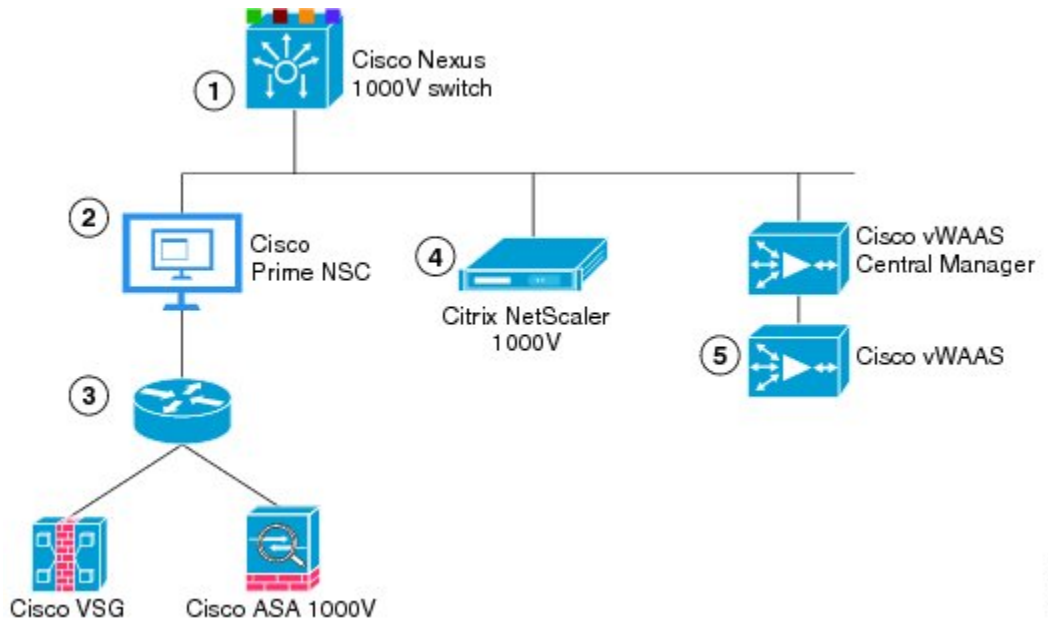 1
Cisco Nexus
1000V switch
2
Cisco
Prime NSC
4
Citrix NetScaler
1000V
Cisco vWAAS
Central Manager
5
Cisco vWAAS
3
Cisco VSG
Cisco ASA 1000V